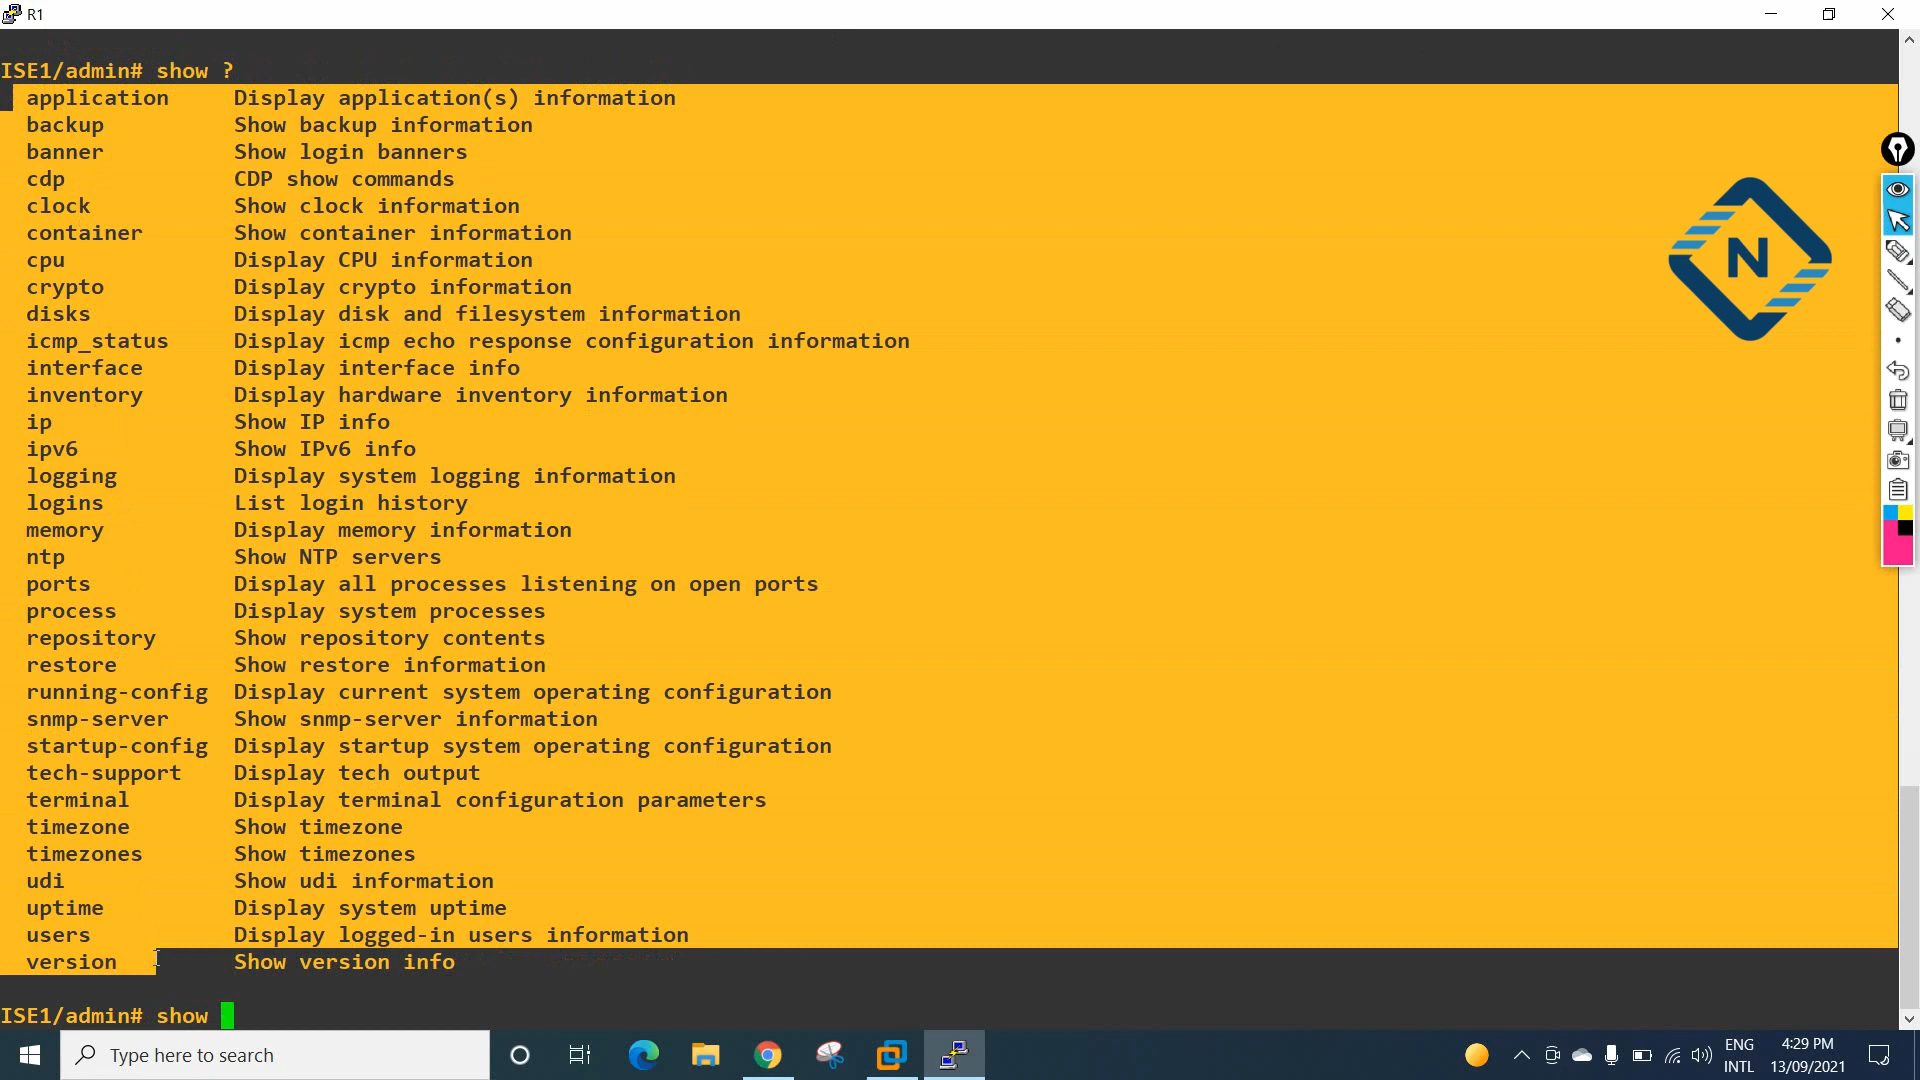 R1
ISE1/admin# show ?
application Display application(s) information
backup Show backup information
banner Show login banners
cdp CDP show commands
clock Show clock information
container Show container information
cpu Display CPU information
crypto Display crypto information
disks Display disk and filesystem information
icmp_status Display icmp echo response configuration information
interface Display interface info
inventory Display hardware inventory information
ip Show IP info
ipv6 Show IPv6 info
logging Display system logging information
logins List login history
memory Display memory information
ntp Show NTP servers
ports Display all processes listening on open ports
process Display system processes
repository Show repository contents
restore Show restore information
running-config Display current system operating configuration
snmp-server Show snmp-server information
startup-config Display startup system operating configuration
tech-support Display tech output
terminal Display terminal configuration parameters
timezone Show timezone
timezones Show timezones
udi Show udi information
uptime Display system uptime
users Display logged-in users information
version Show version info
ISE1/admin# show
N
Type here to search
ENG
INTL
4:29 PM
13/09/2021